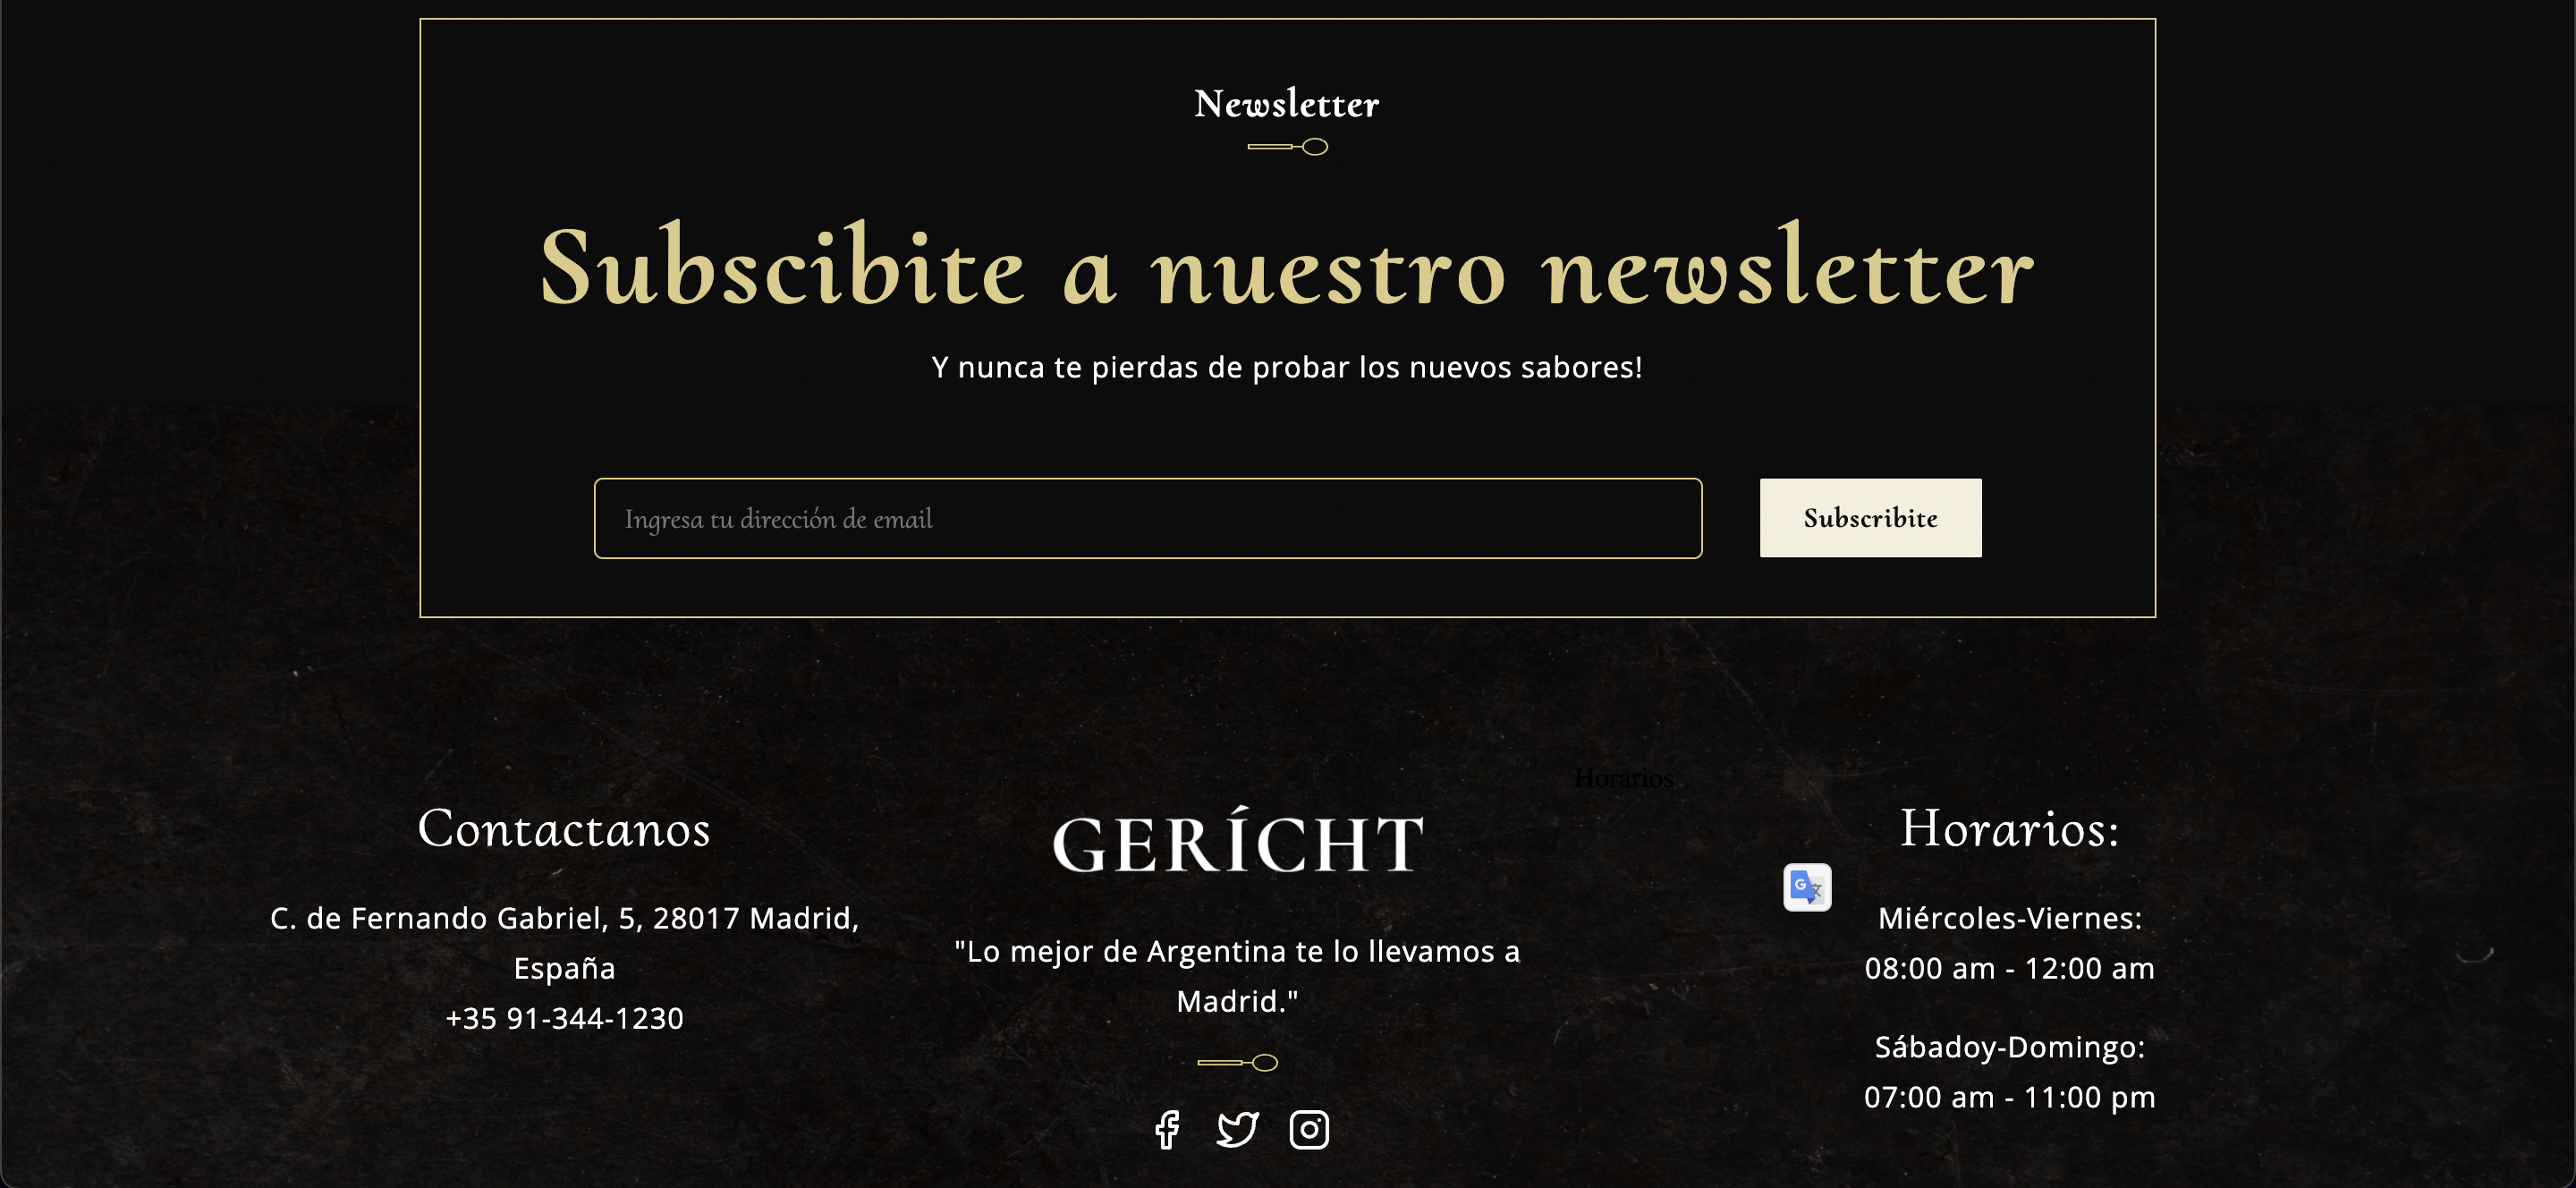 Newsletter
Subscibite a nuestro newsletter
Y nunca te pierdas de probar los nuevos sabores!
Ingresa tu dirección de email
Subscribite
Contactanos
C. de Fernando Gabriel, 5, 28017 Madrid,
España
+35 91-344-1230
GERÍCHT
"Lo mejor de Argentina te lo llevamos a
Madrid."
Horarios
Horarios:
G文
Miércoles-Viernes:
08:00 am - 12:00 am
Sábadoy-Domingo:
07:00 am - 11:00 pm